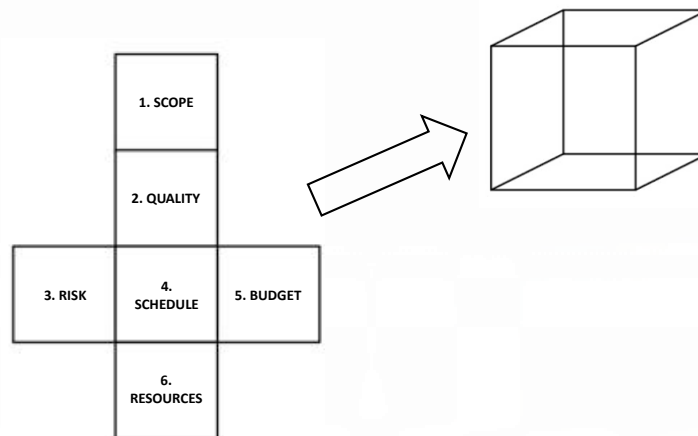 1. SCOPE
2. QUALITY
3. RISK
4.
SCHEDULE
5. BUDGET
6.
RESOURCES